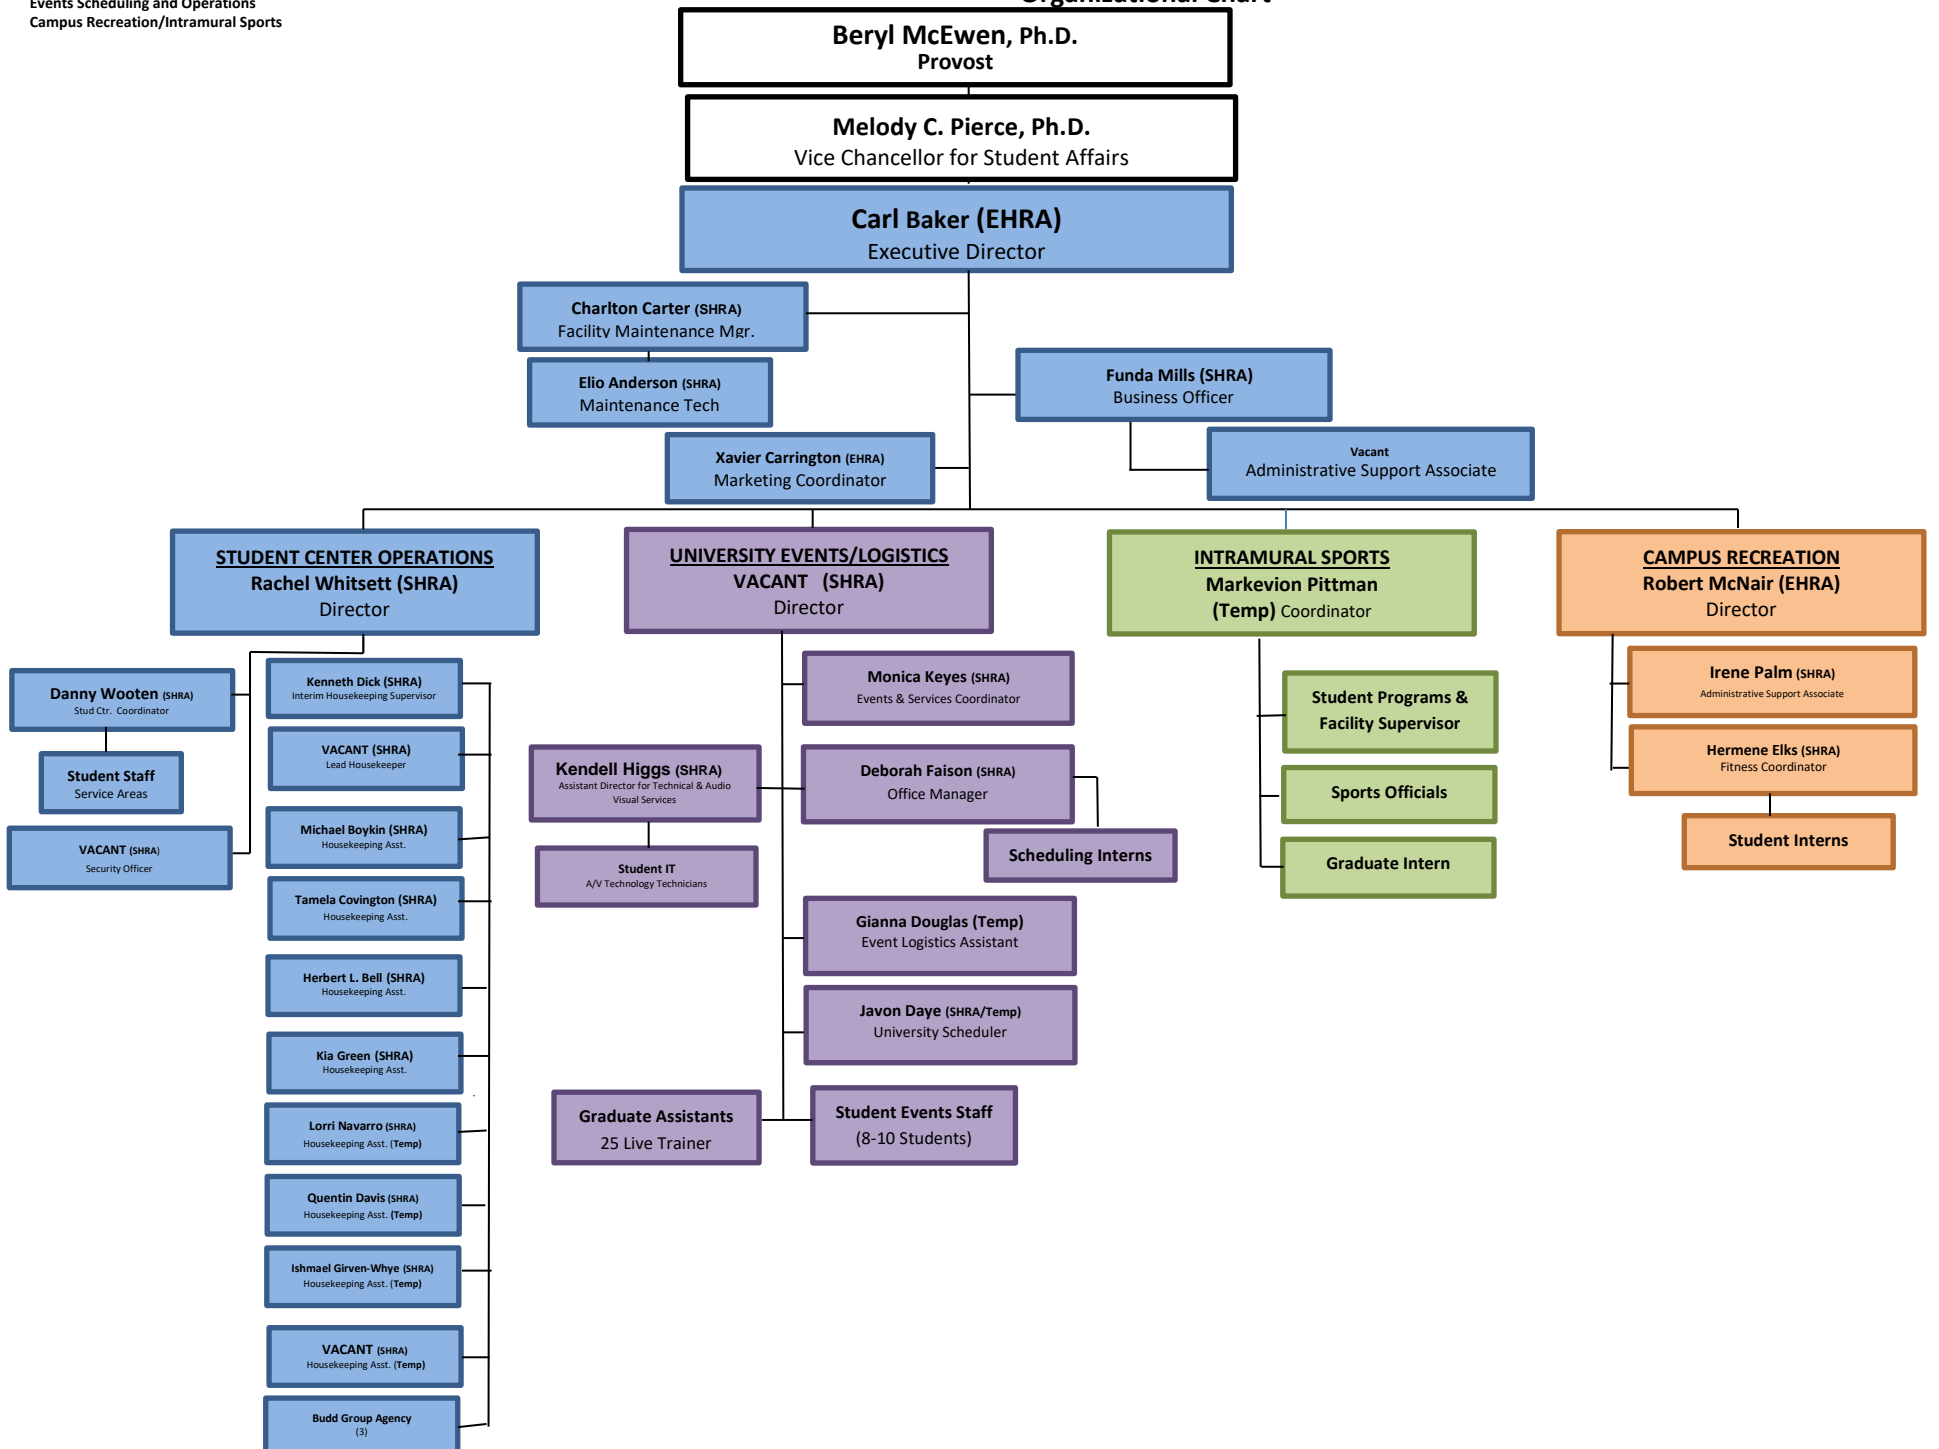 Events Scheduling and Operations
Campus Recreation/Intramural Sports
Organizational Chart
Beryl McEwen, Ph.D.
Provost
Melody C. Pierce, Ph.D.
Vice Chancellor for Student Affairs
Carl Baker (EHRA)
Executive Director
Charlton Carter (SHRA)
Facility Maintenance Mgr.
Elio Anderson (SHRA)
Maintenance Tech
Funda Mills (SHRA)
Business Officer
Xavier Carrington (EHRA)
Marketing Coordinator
Vacant
Administrative Support Associate
STUDENT CENTER OPERATIONS
Rachel Whitsett (SHRA)
Director
Danny Wooten (SHRA)
Stud Ctr. Coordinator
Student Staff
Service Areas
VACANT (SHRA)
Security Officer
Kenneth Dick (SHRA)
Interim Housekeeping Supervisor
VACANT (SHRA)
Lead Housekeeper
Michael Boykin (SHRA)
Housekeeping Asst.
Tamela Covington (SHRA)
Housekeeping Asst.
Herbert L. Bell (SHRA)
Housekeeping Asst.
Kia Green (SHRA)
Housekeeping Asst.
Lorri Navarro (SHRA)
Housekeeping Asst. (Temp)
Quentin Davis (SHRA)
Housekeeping Asst. (Temp)
Ishmael Girven-Whye (SHRA)
Housekeeping Asst. (Temp)
VACANT (SHRA)
Housekeeping Asst. (Temp)
Budd Group Agency
(3)
UNIVERSITY EVENTS/LOGISTICS
VACANT (SHRA)
Director
Monica Keyes (SHRA)
Events & Services Coordinator
Kendell Higgs (SHRA)
Assistant Director for Technical & Audio
Visual Services
Student IT
A/V Technology Technicians
Deborah Faison (SHRA)
Office Manager
Scheduling Interns
Gianna Douglas (Temp)
Event Logistics Assistant
Javon Daye (SHRA/Temp)
University Scheduler
Graduate Assistants
25 Live Trainer
Student Events Staff
(8-10 Students)
INTRAMURAL SPORTS
Markevion Pittman
(Temp) Coordinator
Student Programs &
Facility Supervisor
Sports Officials
Graduate Intern
CAMPUS RECREATION
Robert McNair (EHRA)
Director
Irene Palm (SHRA)
Administrative Support Associate
Hermene Elks (SHRA)
Fitness Coordinator
Student Interns